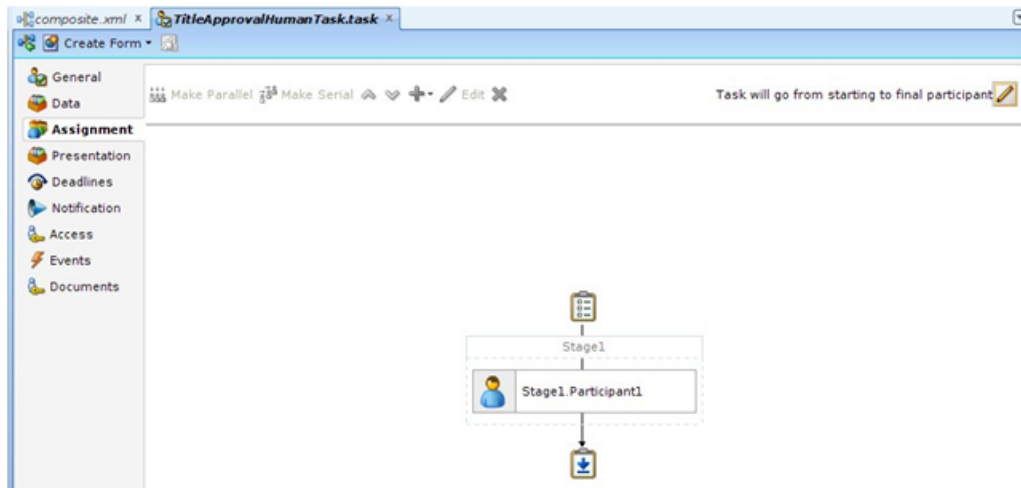 composite.xml x TitleApprovalHumanTask.task x
Create Form
General
Data
Assignment
Presentation
Deadlines
Notification
Access
Events
Documents
Make Parallel Make Serial Edit Task will go from starting to final participant
Stage1
Stage1.Participant1